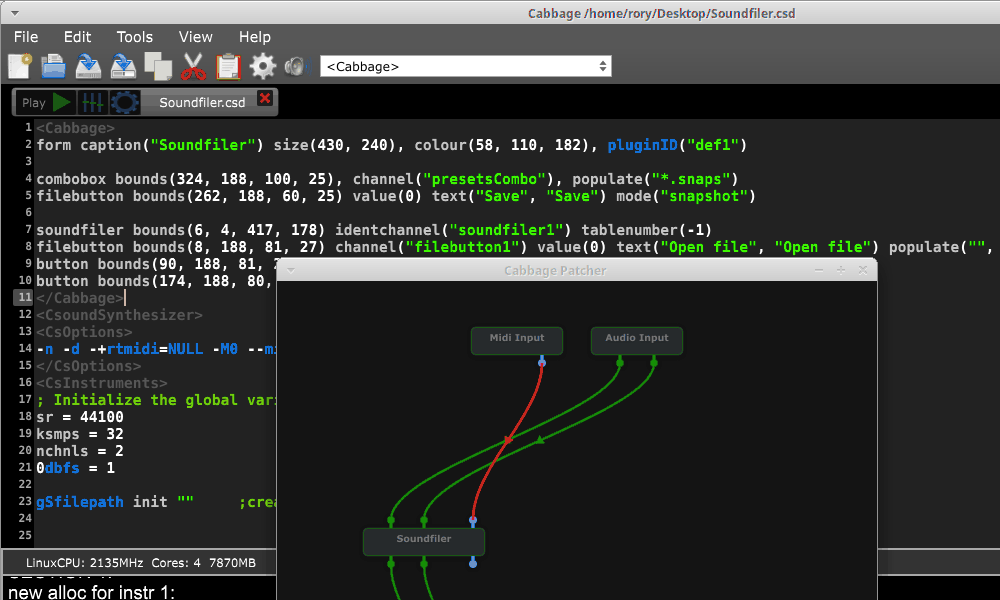 Cabbage /home/rory/Desktop/Soundfiler.csd
File Edit Tools View Help
<Cabbage>
Play Soundfiler.csd
1 <Cabbage>
2 form caption("Soundfiler") size(430, 240), colour(58, 110, 182), pluginID("def1")
3
4 combobox bounds(324, 188, 100, 25), channel("presetsCombo"), populate("*.snaps")
5 filebutton bounds(262, 188, 60, 25) value(0) text("Save", "Save") mode("snapshot")
6
7 soundfiler bounds(6, 4, 417, 178) identchannel("soundfiler1") tablenumber(-1)
8 filebutton bounds(8, 188, 81, 27) channel("filebutton1") value(0) text("Open file", "Open file") populate("",
9 button bounds(90, 188, 81,
10 button bounds(174, 188, 80,
11 </Cabbage>
12 <CsoundSynthesizer>
13 <CsOptions>
14 -n -d -+rtmidi=NULL -M0 --mi
15 </CsOptions>
16 <CsInstruments>
17 ; Initialize the global var
18 sr = 44100
19 ksmps = 32
20 nchnls = 2
21 0dbfs = 1
22
23 gSfilepath init "" ;crea
24
25
Cabbage Patcher
Midi Input
Audio Input
Soundfiler
LinuxCPU: 2135MHz Cores: 4 7870MB
new alloc for instr 1: